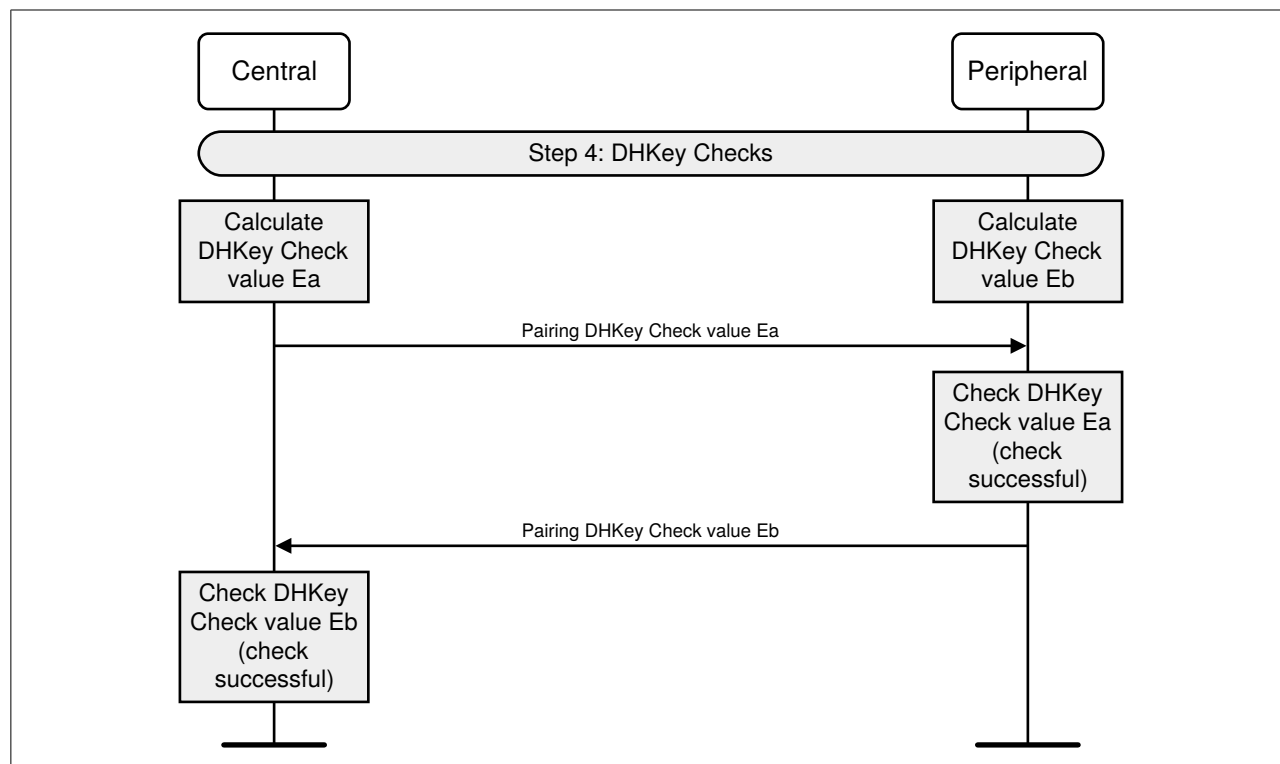 Central
Peripheral
Step 4: DHKey Checks
Calculate
DHKey Check
value Ea
Calculate
DHKey Check
value Eb
Pairing DHKey Check value Ea
Check DHKey
Check value Ea
(check
successful)
Pairing DHKey Check value Eb
Check DHKey
Check value Eb
(check
successful)